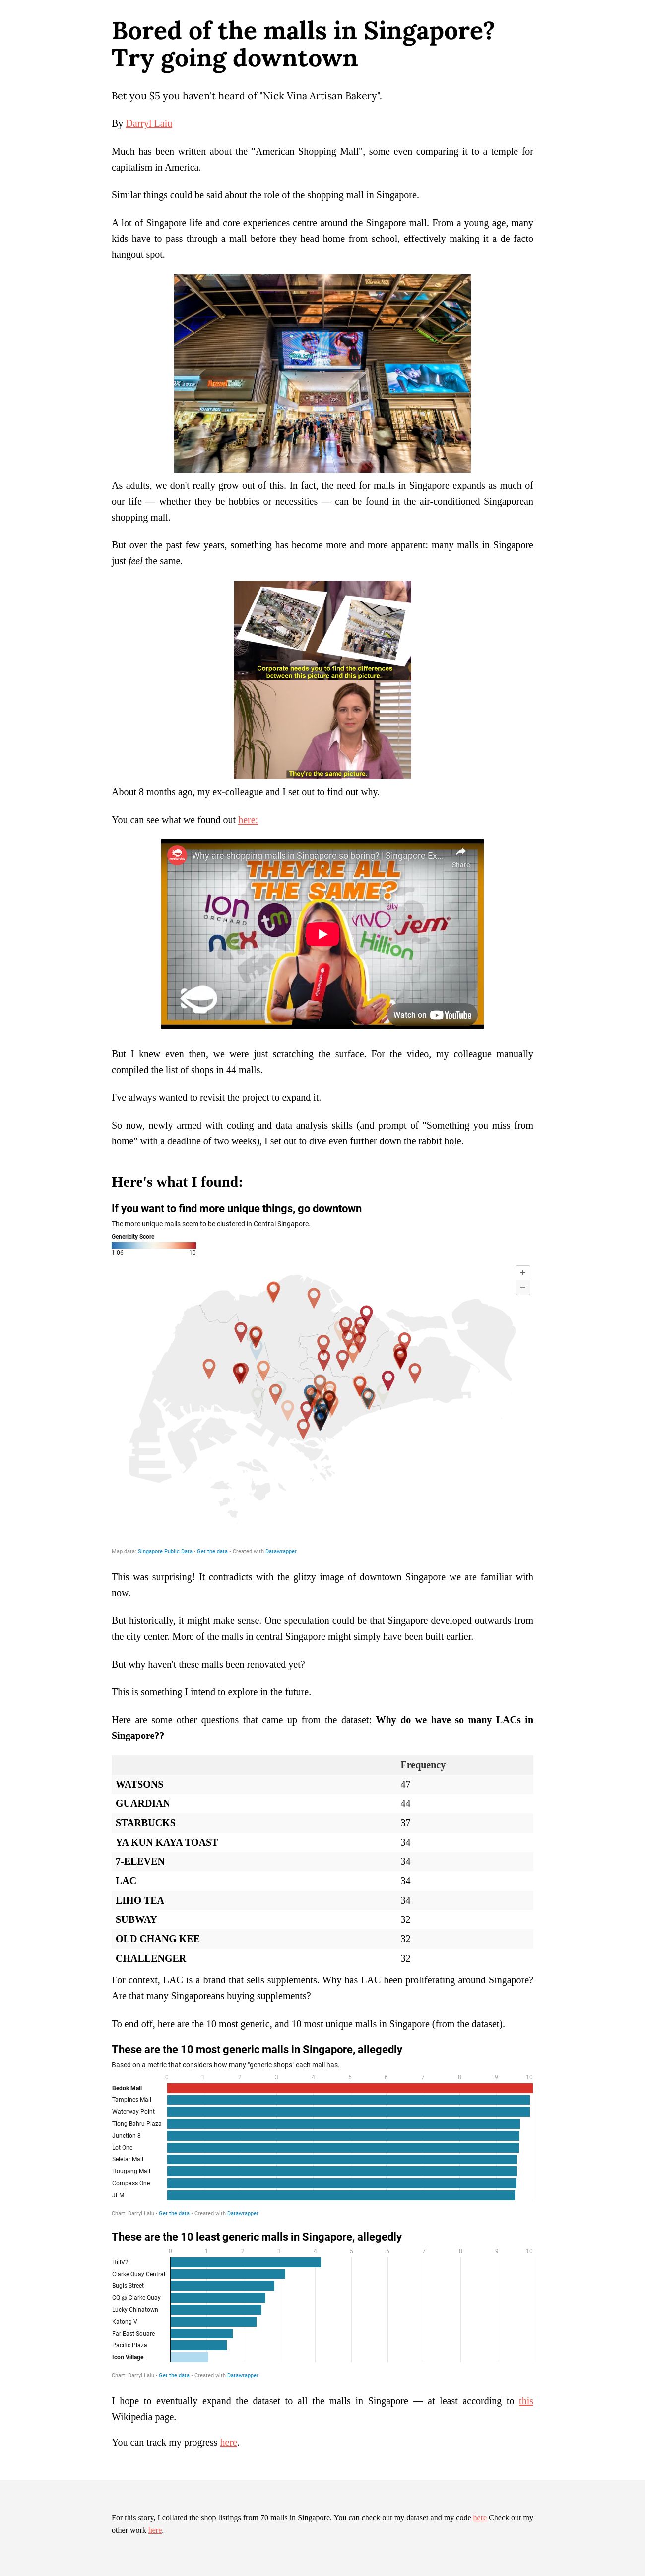 Bored of the malls in Singapore?
Try going downtown
Bet you $5 you haven't heard of "Nick Vina Artisan Bakery".
By Darryl Laiu
Much has been written about the "American Shopping Mall", some even comparing it to a temple for
capitalism in America.
Similar things could be said about the role of the shopping mall in Singapore.
A lot of Singapore life and core experiences centre around the Singapore mall. From a young age, many
kids have to pass through a mall before they head home from school, effectively making it a de facto
hangout spot.
BreadTalk
As adults, we don't really grow out of this. In fact, the need for malls in Singapore expands as much of
our life — whether they be hobbies or necessities — can be found in the air-conditioned Singaporean
shopping mall.
But over the past few years, something has become more and more apparent: many malls in Singapore
just feel the same.
Corporate needs you to find the differences
between this picture and this picture.
They're the same picture.
About 8 months ago, my ex-colleague and I set out to find out why.
You can see what we found out here:
Why are shopping malls in Singapore so boring? | Singapore Ex...
Share
THEY'RE ALL
THE SAME?
ION
ORCHARD
tm
VIVO city
jem
nex
Hillion
Watch on YouTube
But I knew even then, we were just scratching the surface. For the video, my colleague manually
compiled the list of shops in 44 malls.
I've always wanted to revisit the project to expand it.
So now, newly armed with coding and data analysis skills (and prompt of "Something you miss from
home" with a deadline of two weeks), I set out to dive even further down the rabbit hole.
Here's what I found:
If you want to find more unique things, go downtown
The more unique malls seem to be clustered in Central Singapore.
Genericity Score
1.06 10
+
−
Map data: Singapore Public Data • Get the data • Created with Datawrapper
This was surprising! It contradicts with the glitzy image of downtown Singapore we are familiar with
now.
But historically, it might make sense. One speculation could be that Singapore developed outwards from
the city center. More of the malls in central Singapore might simply have been built earlier.
But why haven't these malls been renovated yet?
This is something I intend to explore in the future.
Here are some other questions that came up from the dataset: Why do we have so many LACs in
Singapore??
Frequency
WATSONS 47
GUARDIAN 44
STARBUCKS 37
YA KUN KAYA TOAST 34
7-ELEVEN 34
LAC 34
LIHO TEA 34
SUBWAY 32
OLD CHANG KEE 32
CHALLENGER 32
For context, LAC is a brand that sells supplements. Why has LAC been proliferating around Singapore?
Are that many Singaporeans buying supplements?
To end off, here are the 10 most generic, and 10 most unique malls in Singapore (from the dataset).
These are the 10 most generic malls in Singapore, allegedly
Based on a metric that considers how many "generic shops" each mall has.
0 1 2 3 4 5 6 7 8 9 10
Bedok Mall
Tampines Mall
Waterway Point
Tiong Bahru Plaza
Junction 8
Lot One
Seletar Mall
Hougang Mall
Compass One
JEM
Chart: Darryl Laiu • Get the data • Created with Datawrapper
These are the 10 least generic malls in Singapore, allegedly
0 1 2 3 4 5 6 7 8 9 10
HillV2
Clarke Quay Central
Bugis Street
CQ @ Clarke Quay
Lucky Chinatown
Katong V
Far East Square
Pacific Plaza
Icon Village
Chart: Darryl Laiu • Get the data • Created with Datawrapper
I hope to eventually expand the dataset to all the malls in Singapore — at least according to this
Wikipedia page.
You can track my progress here.
For this story, I collated the shop listings from 70 malls in Singapore. You can check out my dataset and my code here Check out my
other work here.